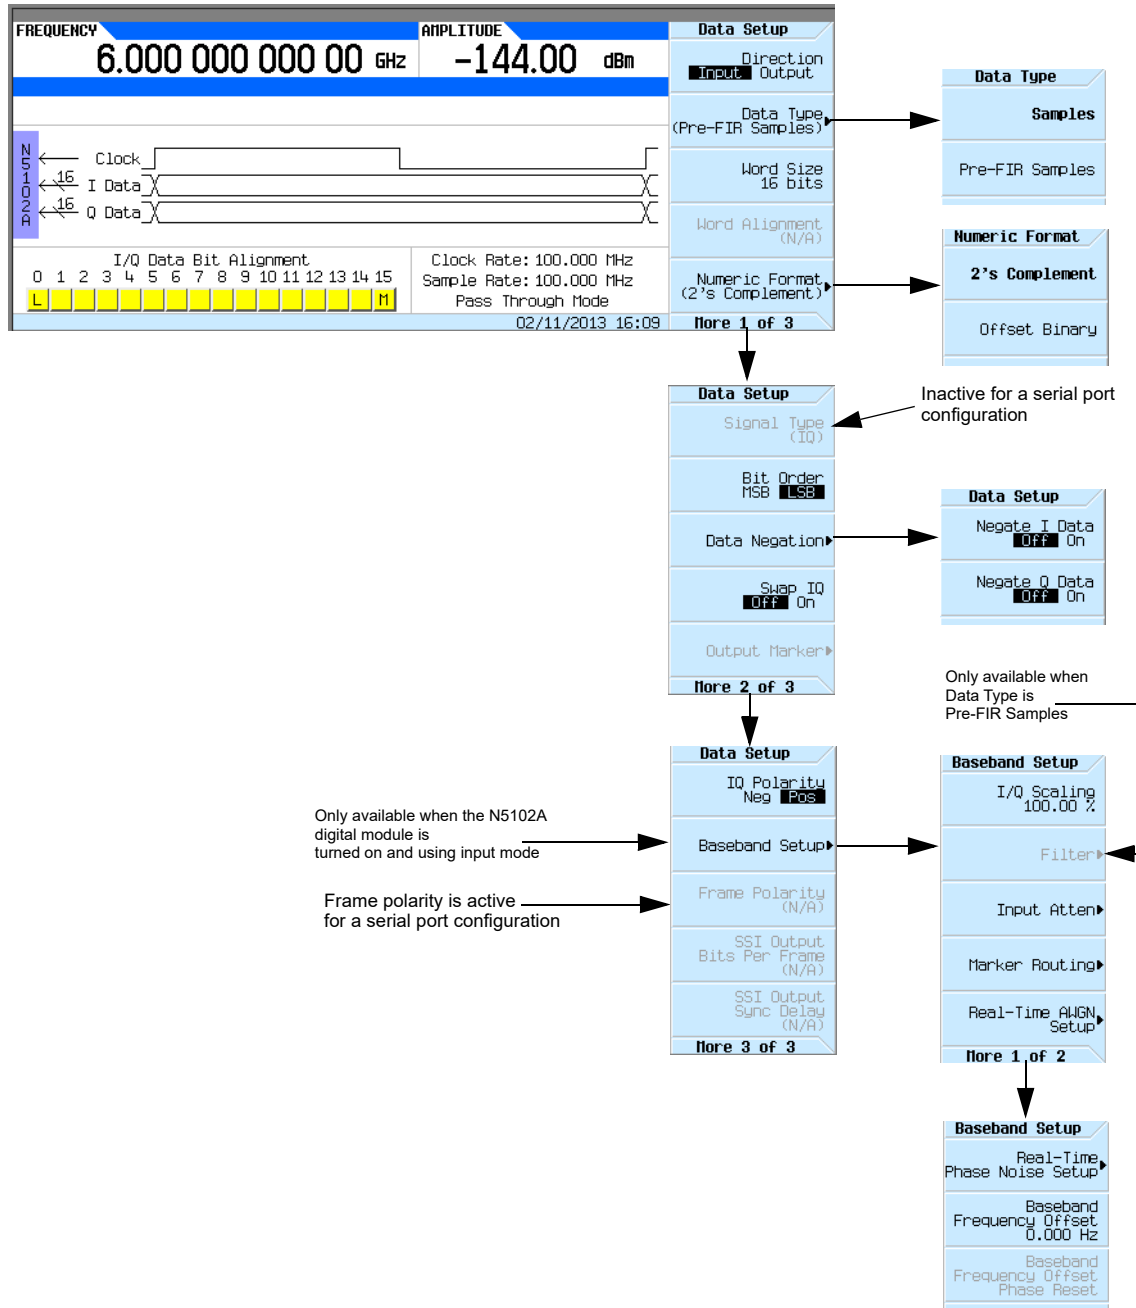 FREQUENCY
6.000 000 000 00 GHz
AMPLITUDE
-144.00 dBm
N5102A
Clock
16 I Data
16 Q Data
I/Q Data Bit Alignment
0 1 2 3 4 5 6 7 8 9 10 11 12 13 14 15
L M
Clock Rate: 100.000 MHz
Sample Rate: 100.000 MHz
Pass Through Mode
02/11/2013 16:09
Data Setup
Direction
Input Output
Data Type
(Pre-FIR Samples)
Word Size
16 bits
Word Alignment
(N/A)
Numeric Format
(2's Complement)
More 1 of 3
Data Type
Samples
Pre-FIR Samples
Numeric Format
2's Complement
Offset Binary
Data Setup
Signal Type
(IQ)
Bit Order
MSB LSB
Data Negation
Swap IQ
Off On
Output Marker
More 2 of 3
Inactive for a serial port
configuration
Data Setup
Negate I Data
Off On
Negate Q Data
Off On
Only available when
Data Type is
Pre-FIR Samples
Data Setup
IQ Polarity
Neg Pos
Baseband Setup
Frame Polarity
(N/A)
SSI Output
Bits Per Frame
(N/A)
SSI Output
Sync Delay
(N/A)
More 3 of 3
Only available when the N5102A
digital module is
turned on and using input mode
Frame polarity is active
for a serial port configuration
Baseband Setup
I/Q Scaling
100.00 %
Filter
Input Atten
Marker Routing
Real-Time AWGN
Setup
More 1 of 2
Baseband Setup
Real-Time
Phase Noise Setup
Baseband
Frequency Offset
0.000 Hz
Baseband
Frequency Offset
Phase Reset